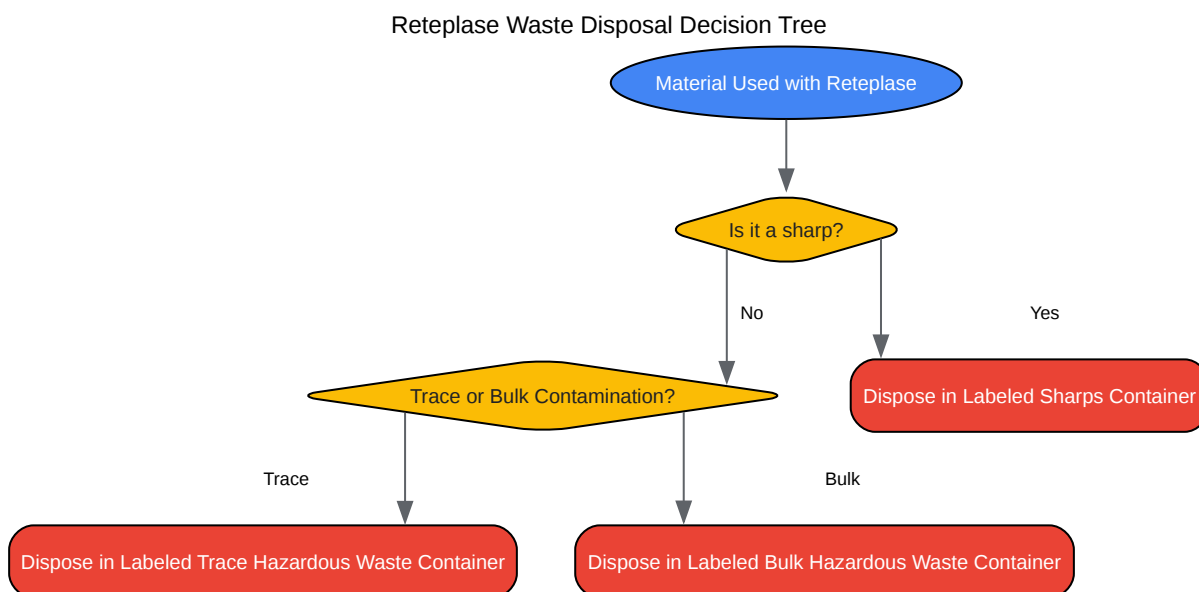 Reteplase Waste Disposal Decision Tree
Material Used with Reteplase
Is it a sharp?
No
Yes
Trace or Bulk Contamination?
Dispose in Labeled Sharps Container
Trace
Bulk
Dispose in Labeled Trace Hazardous Waste Container
Dispose in Labeled Bulk Hazardous Waste Container